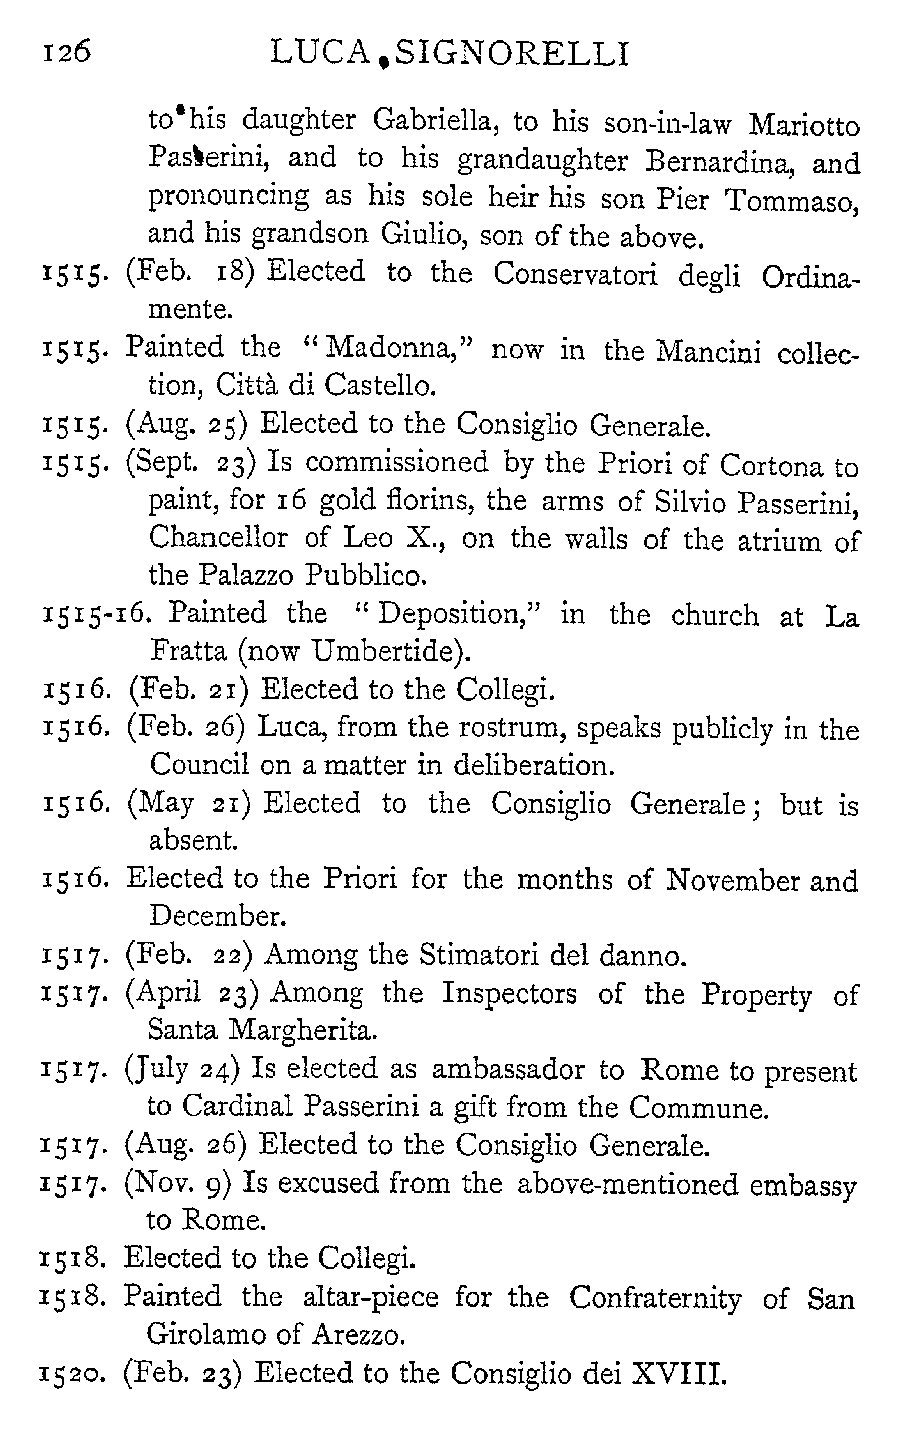 126 LUCA SIGNORELLI
to his daughter Gabriella, to his son-in-law Mariotto
Passerini, and to his grandaughter Bernardina, and
pronouncing as his sole heir his son Pier Tommaso,
and his grandson Giulio, son of the above.
1515. (Feb. 18) Elected to the Conservatori degli Ordina-
mente.
1515. Painted the “Madonna,” now in the Mancini collec-
tion, Città di Castello.
1515. (Aug. 25) Elected to the Consiglio Generale.
1515. (Sept. 23) Is commissioned by the Priori of Cortona to
paint, for 16 gold florins, the arms of Silvio Passerini,
Chancellor of Leo X., on the walls of the atrium of
the Palazzo Pubblico.
1515-16. Painted the “Deposition,” in the church at La
Fratta (now Umbertide).
1516. (Feb. 21) Elected to the Collegi.
1516. (Feb. 26) Luca, from the rostrum, speaks publicly in the
Council on a matter in deliberation.
1516. (May 21) Elected to the Consiglio Generale; but is
absent.
1516. Elected to the Priori for the months of November and
December.
1517. (Feb. 22) Among the Stimatori del danno.
1517. (April 23) Among the Inspectors of the Property of
Santa Margherita.
1517. (July 24) Is elected as ambassador to Rome to present
to Cardinal Passerini a gift from the Commune.
1517. (Aug. 26) Elected to the Consiglio Generale.
1517. (Nov. 9) Is excused from the above-mentioned embassy
to Rome.
1518. Elected to the Collegi.
1518. Painted the altar-piece for the Confraternity of San
Girolamo of Arezzo.
1520. (Feb. 23) Elected to the Consiglio dei XVIII.